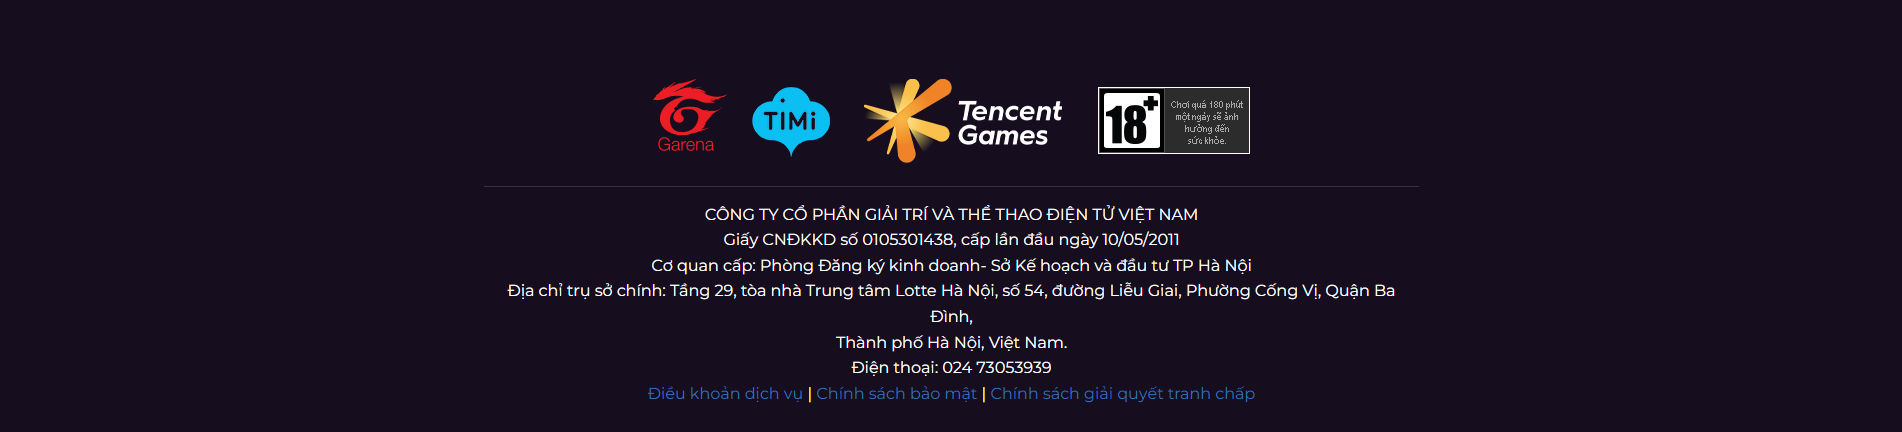 Garena
TiMi
Tencent
Games
18+
Chơi quá 180 phút
một ngày sẽ ảnh
hưởng đến
sức khỏe.
CÔNG TY CỔ PHẦN GIẢI TRÍ VÀ THỂ THAO ĐIỆN TỬ VIỆT NAM
Giấy CNĐKKD số 0105301438, cấp lần đầu ngày 10/05/2011
Cơ quan cấp: Phòng Đăng ký kinh doanh- Sở Kế hoạch và đầu tư TP Hà Nội
Địa chỉ trụ sở chính: Tầng 29, tòa nhà Trung tâm Lotte Hà Nội, số 54, đường Liễu Giai, Phường Cống Vị, Quận Ba
Đình,
Thành phố Hà Nội, Việt Nam.
Điện thoại: 024 73053939
Điều khoản dịch vụ | Chính sách bảo mật | Chính sách giải quyết tranh chấp